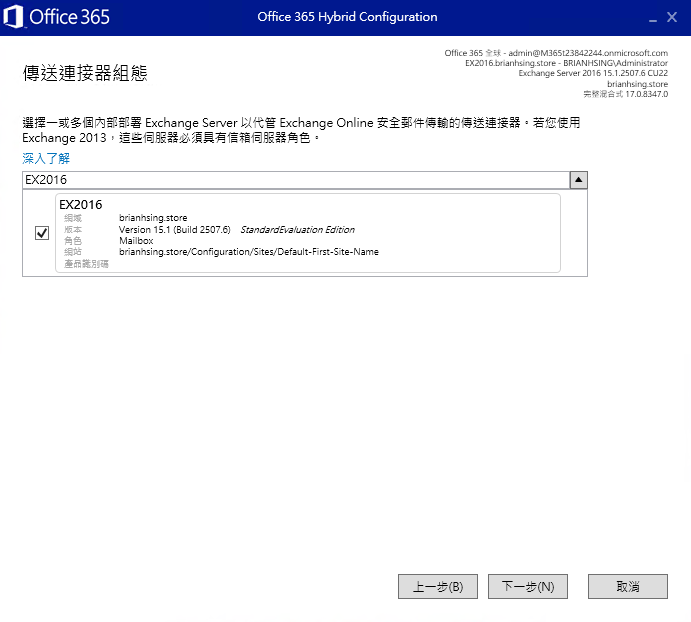 Office 365
Office 365 Hybrid Configuration
Office 365 全球 - admin@M365t23842244.onmicrosoft.com
EX2016.brianhsing.store - BRIANHSING\Administrator
Exchange Server 2016 15.1.2507.6 CU22
brianhsing.store
完整混合式 17.0.8347.0
傳送連接器組態
選擇一或多個內部部署 Exchange Server 以代管 Exchange Online 安全郵件傳輸的傳送連接器。若您使用
Exchange 2013，這些伺服器必須具有信箱伺服器角色。
深入了解
EX2016
EX2016
網域 brianhsing.store
版本 Version 15.1 (Build 2507.6) StandardEvaluation Edition
角色 Mailbox
網站 brianhsing.store/Configuration/Sites/Default-First-Site-Name
產品識別碼
上一步(B)
下一步(N)
取消